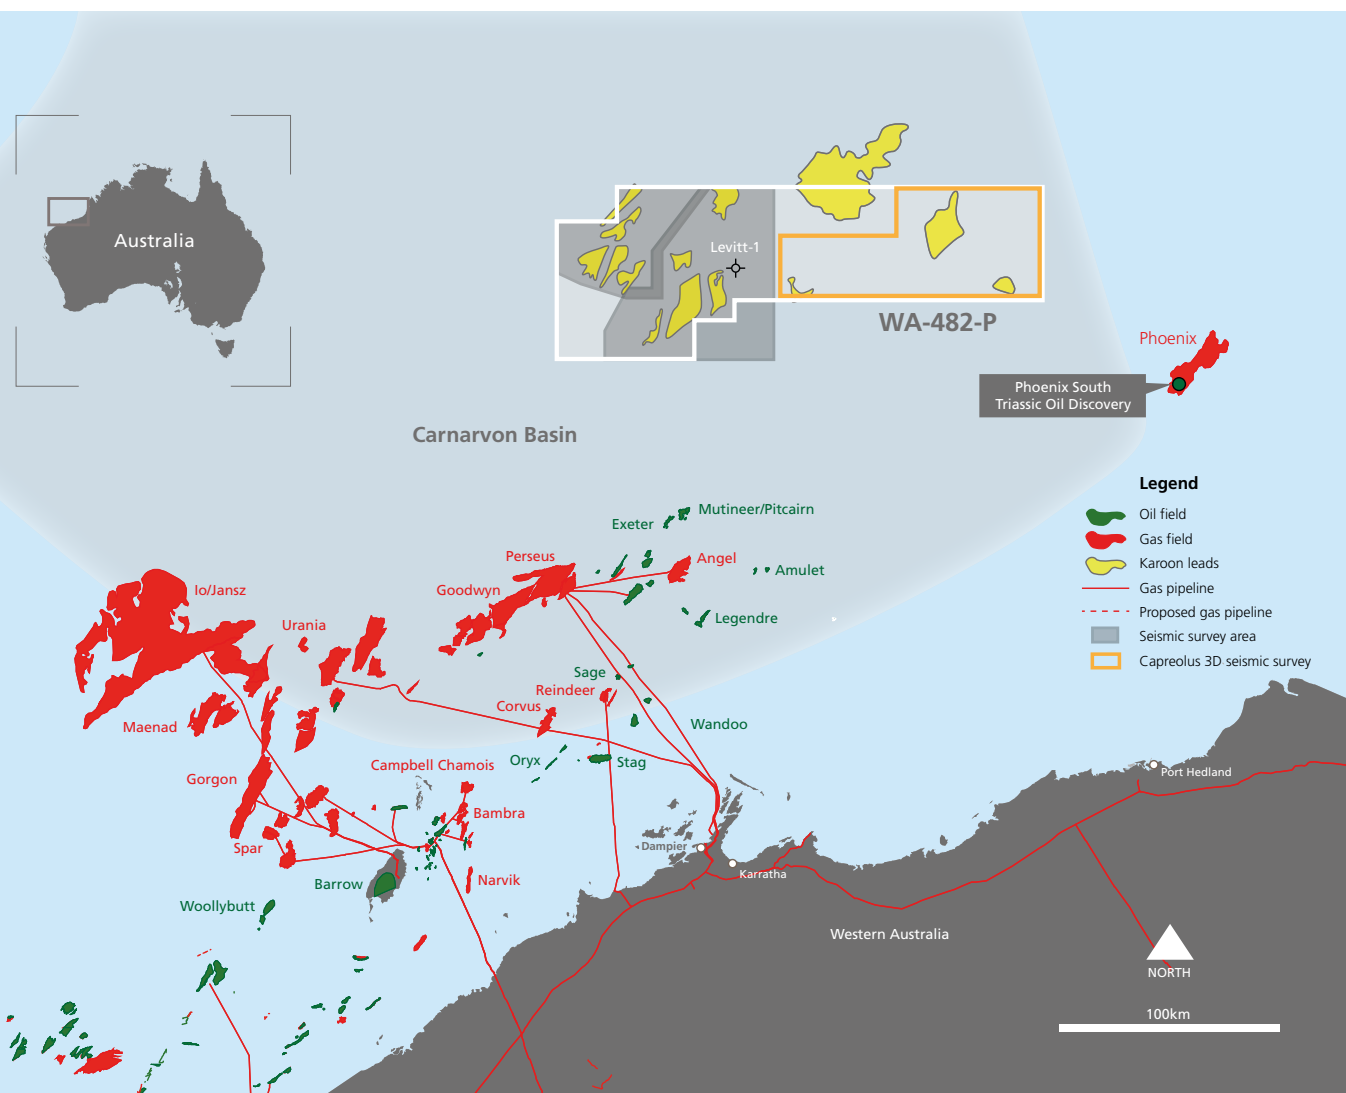 Australia
Levitt-1
WA-482-P
Phoenix
Phoenix South
Triassic Oil Discovery
Carnarvon Basin
Legend
Oil field
Gas field
Karoon leads
Gas pipeline
Proposed gas pipeline
Seismic survey area
Capreolus 3D seismic survey
Mutineer/Pitcairn
Exeter
Perseus
Angel
Amulet
Goodwyn
Io/Jansz
Legendre
Urania
Sage
Reindeer
Corvus
Wandoo
Maenad
Oryx
Stag
Campbell Chamois
Gorgon
Bambra
Spar
Dampier
Port Hedland
Karratha
Barrow
Narvik
Woollybutt
Western Australia
NORTH
100km